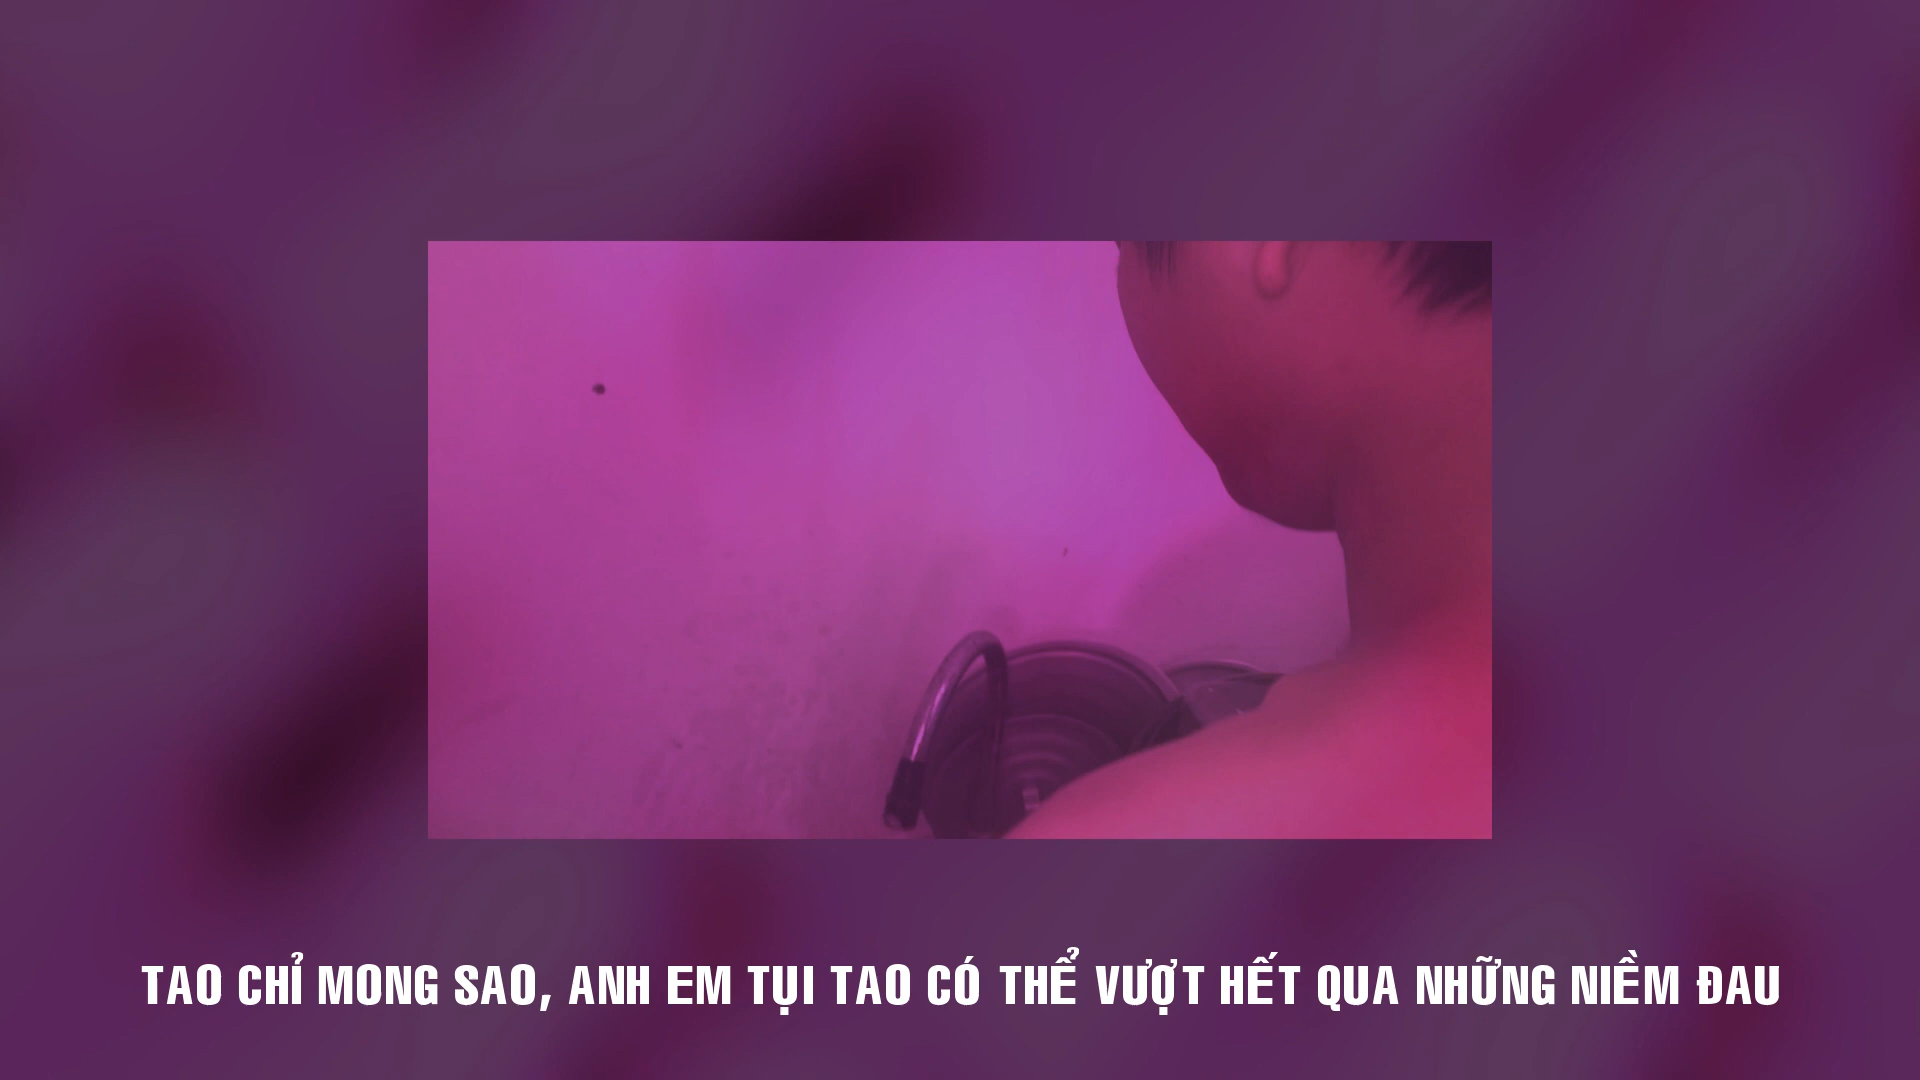 TAO CHỈ MONG SAO, ANH EM TỤI TAO CÓ THỂ VƯỢT HẾT QUA NHỮNG NIỀM ĐAU